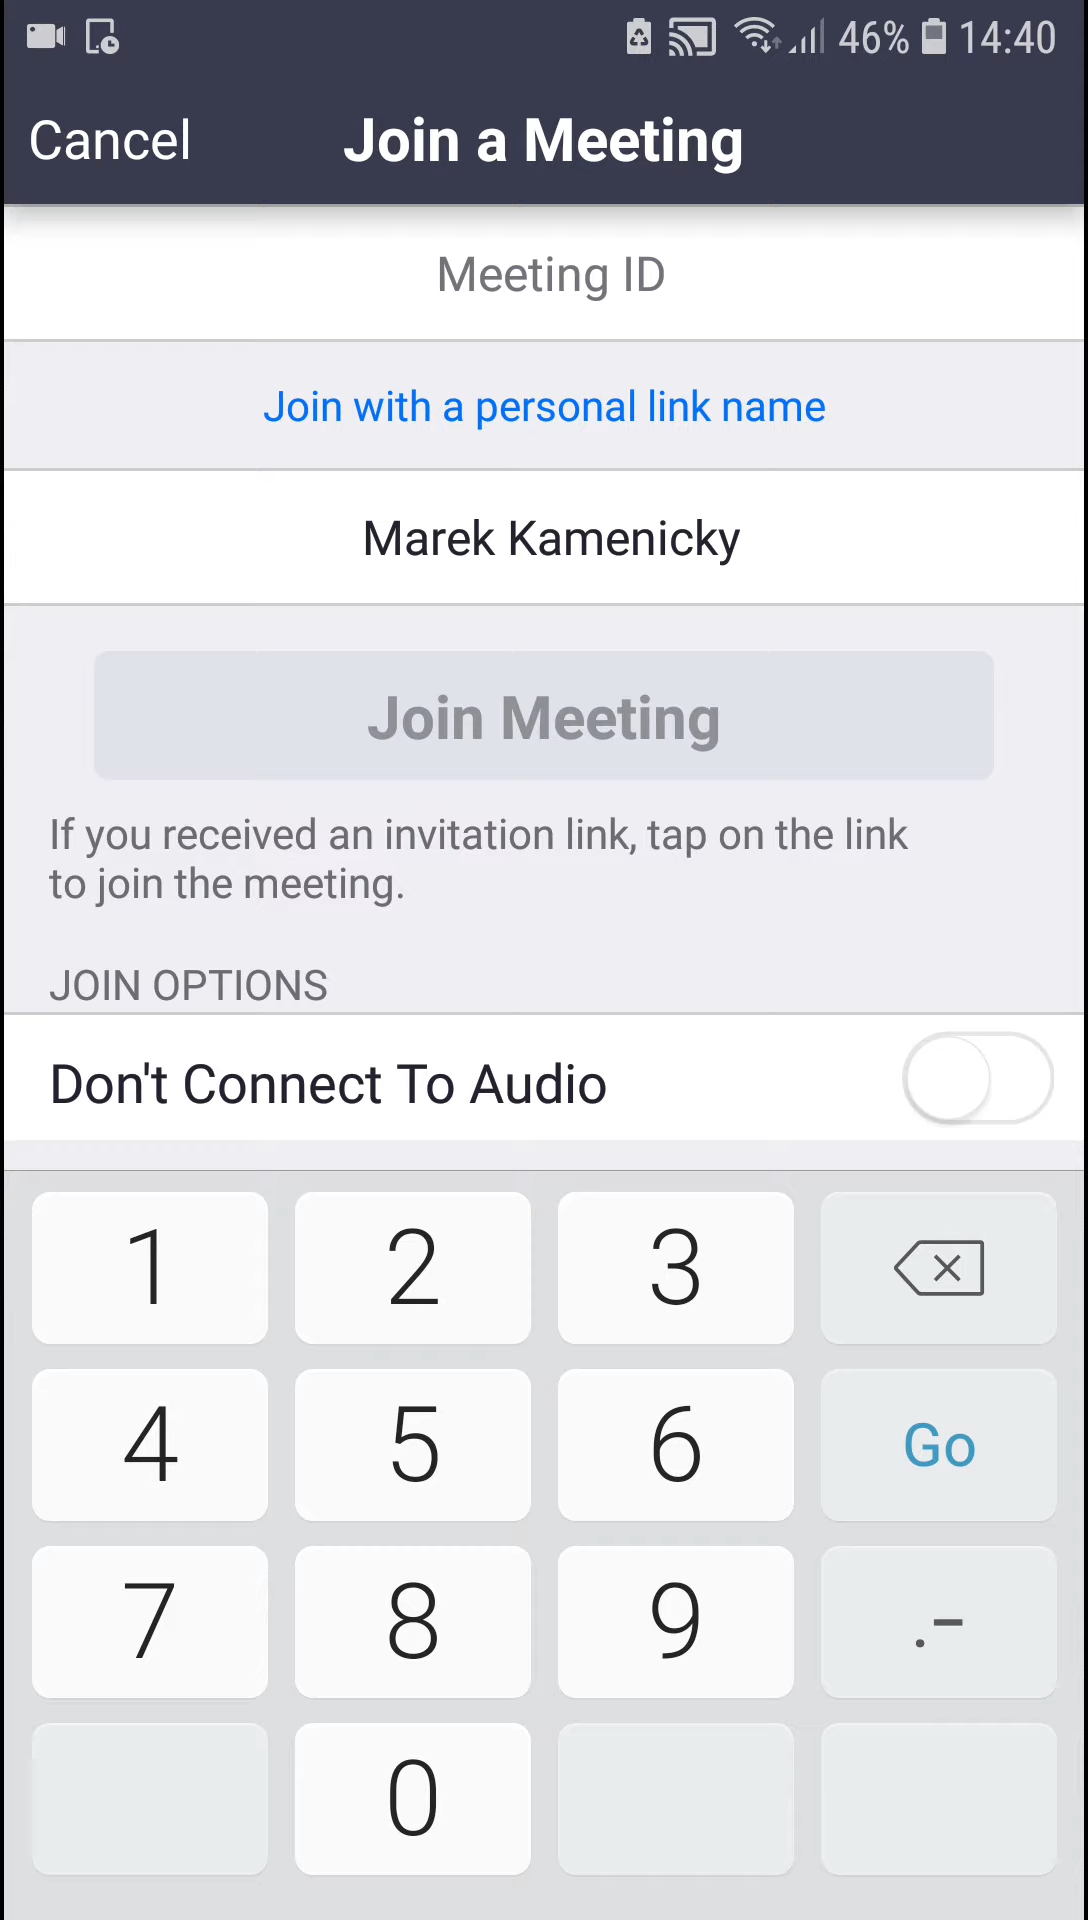 46% 14:40
Cancel Join a Meeting
Meeting ID
Join with a personal link name
Marek Kamenicky
Join Meeting
If you received an invitation link, tap on the link
to join the meeting.
JOIN OPTIONS
Don't Connect To Audio
1 2 3
4 5 6 Go
7 8 9 .-
0